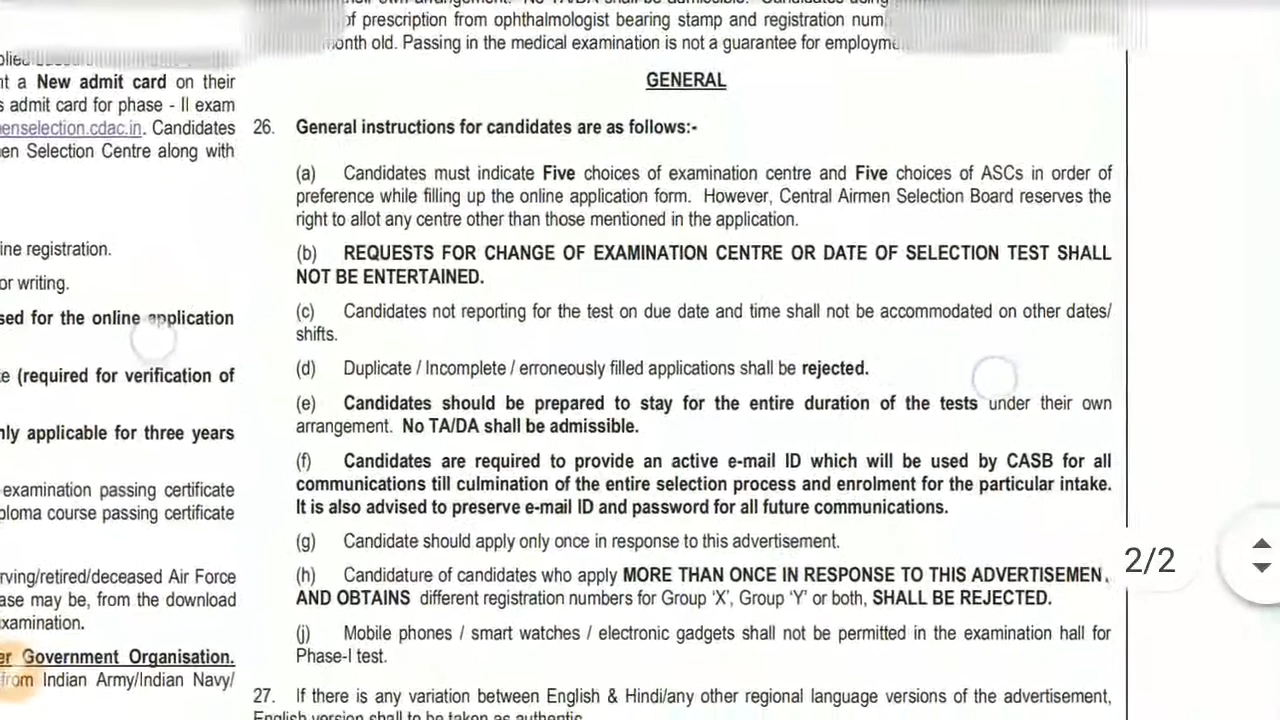 of prescription from ophthalmologist bearing stamp and registration num
month old. Passing in the medical examination is not a guarantee for employme
nt a New admit card on their
s admit card for phase - II exam
enselection.cdac.in. Candidates
en Selection Centre along with
ine registration.
or writing.
sed for the online application
e (required for verification of
nly applicable for three years
examination passing certificate
ploma course passing certificate
rving/retired/deceased Air Force
ase may be, from the download
examination.
er Government Organisation.
from Indian Army/Indian Navy/
GENERAL
26. General instructions for candidates are as follows:-
(a) Candidates must indicate Five choices of examination centre and Five choices of ASCs in order of
preference while filling up the online application form. However, Central Airmen Selection Board reserves the
right to allot any centre other than those mentioned in the application.
(b) REQUESTS FOR CHANGE OF EXAMINATION CENTRE OR DATE OF SELECTION TEST SHALL
NOT BE ENTERTAINED.
(c) Candidates not reporting for the test on due date and time shall not be accommodated on other dates/
shifts.
(d) Duplicate / Incomplete / erroneously filled applications shall be rejected.
(e) Candidates should be prepared to stay for the entire duration of the tests under their own
arrangement. No TA/DA shall be admissible.
(f) Candidates are required to provide an active e-mail ID which will be used by CASB for all
communications till culmination of the entire selection process and enrolment for the particular intake.
It is also advised to preserve e-mail ID and password for all future communications.
(g) Candidate should apply only once in response to this advertisement.
(h) Candidature of candidates who apply MORE THAN ONCE IN RESPONSE TO THIS ADVERTISEMEN
AND OBTAINS different registration numbers for Group 'X', Group 'Y' or both, SHALL BE REJECTED.
(j) Mobile phones / smart watches / electronic gadgets shall not be permitted in the examination hall for
Phase-I test.
27. If there is any variation between English & Hindi/any other regional language versions of the advertisement,
English version shall to be taken as authentic
2/2